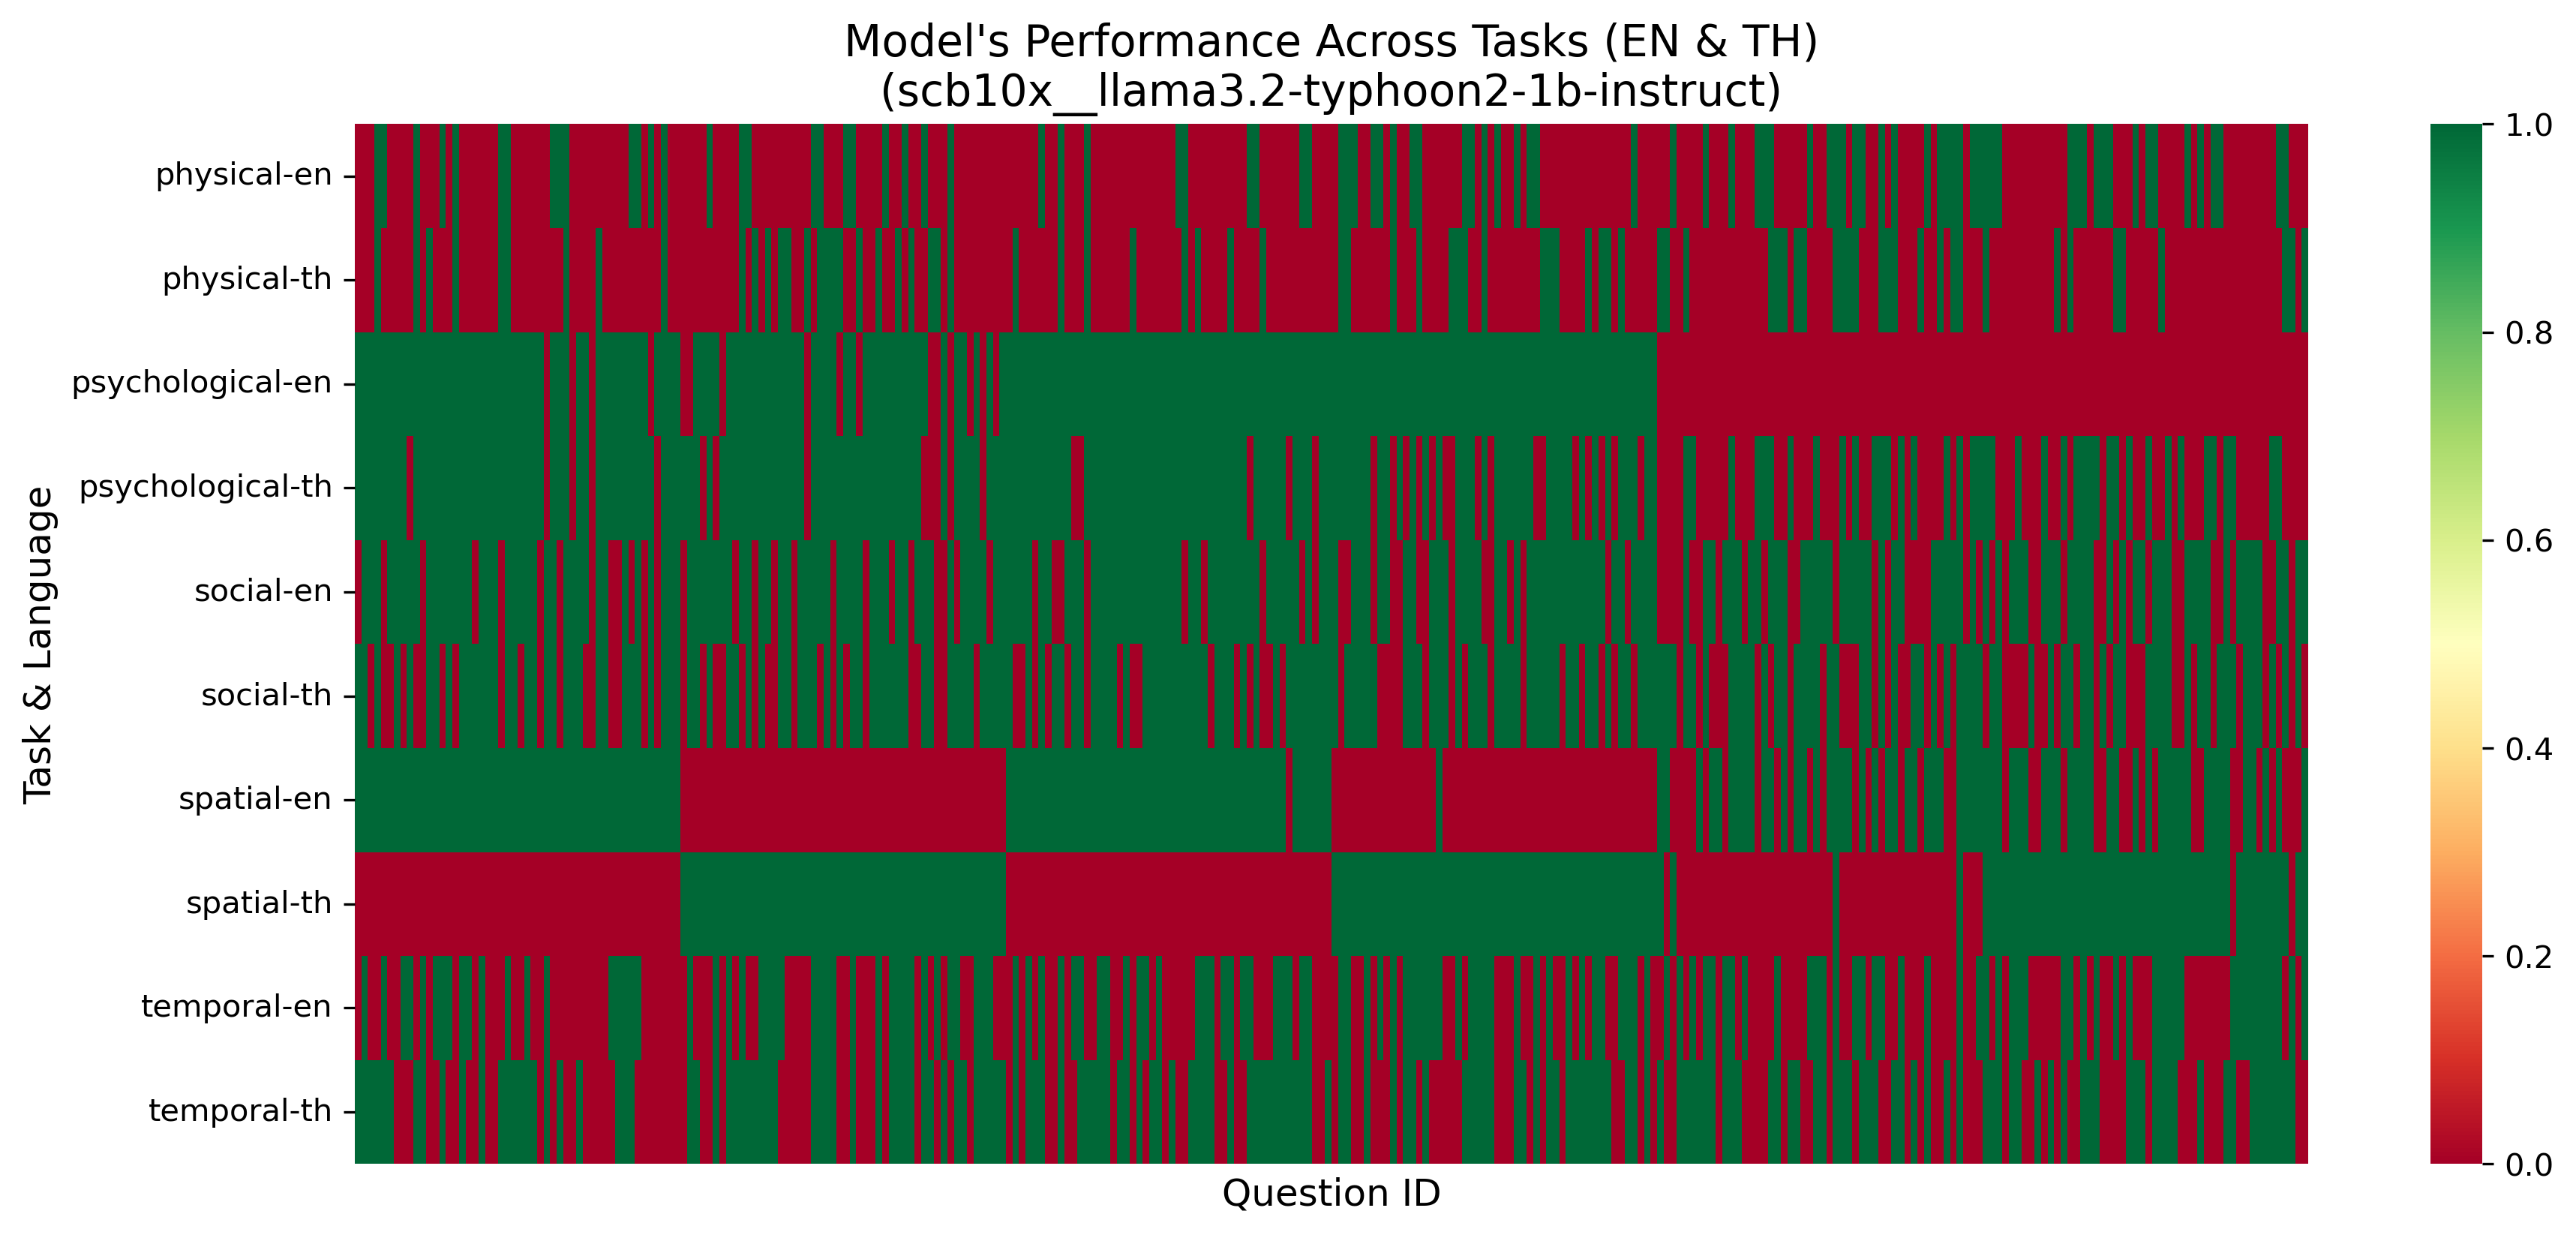 Model's Performance Across Tasks (EN & TH)
(scb10x__llama3.2-typhoon2-1b-instruct)
Task & Language
physical-en
physical-th
psychological-en
psychological-th
social-en
social-th
spatial-en
spatial-th
temporal-en
temporal-th
Question ID
1.0
0.8
0.6
0.4
0.2
0.0